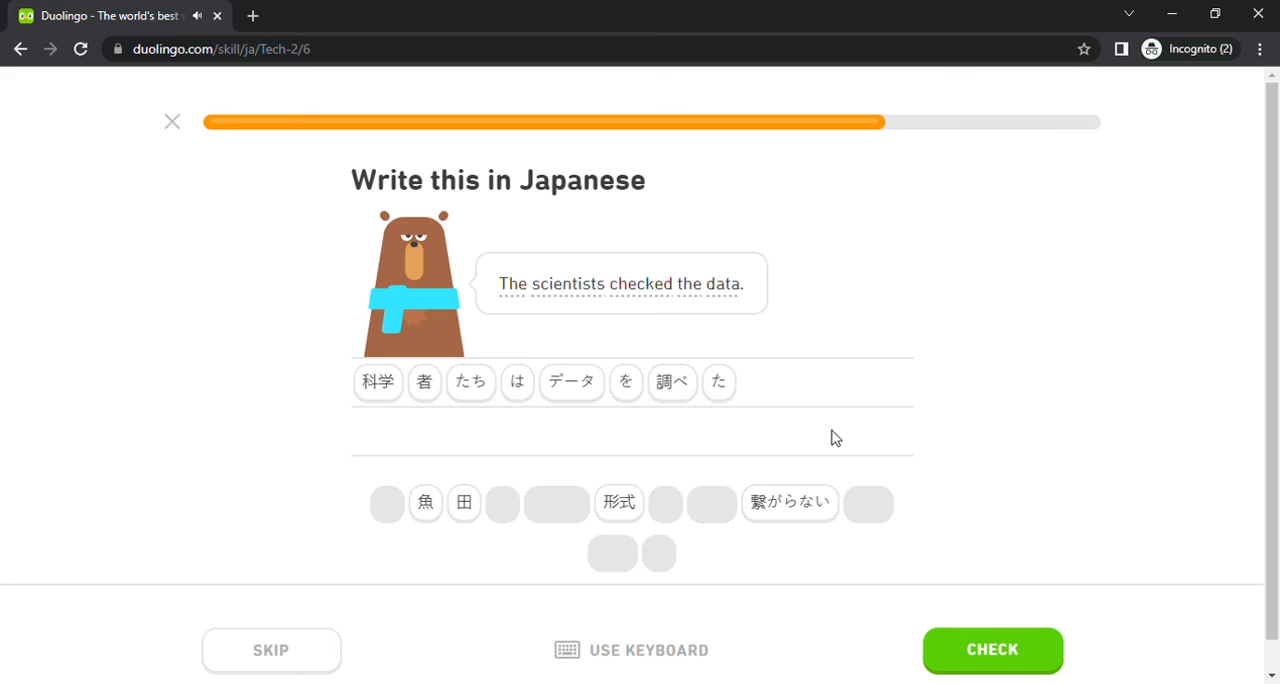 Duolingo - The world's best
duolingo.com/skill/ja/Tech-2/6
Incognito (2)
Write this in Japanese
The scientists checked the data.
科学 者 たち は データ を 調べ た
魚 田 形式 繋がらない
SKIP
USE KEYBOARD
CHECK